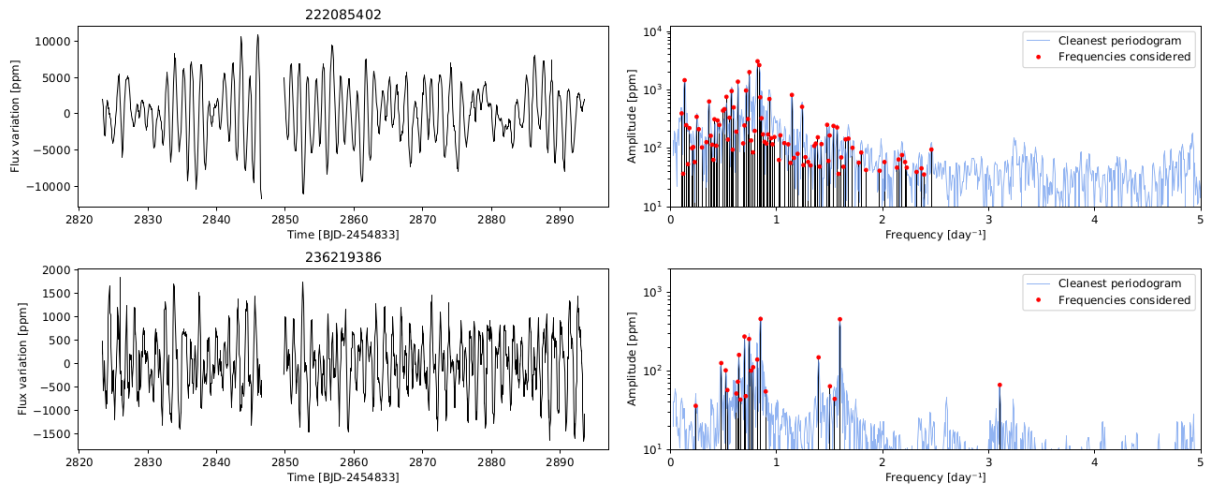 222085402
10000
5000
0
−5000
−10000
Flux variation [ppm]
2820 2830 2840 2850 2860 2870 2880 2890
Time [BJD-2454833]
10⁴
10³
10²
10¹
Amplitude [ppm]
Cleanest periodogram
Frequencies considered
0 1 2 3 4 5
Frequency [day⁻¹]
236219386
2000
1500
1000
500
0
−500
−1000
−1500
Flux variation [ppm]
2820 2830 2840 2850 2860 2870 2880 2890
Time [BJD-2454833]
10³
10²
10¹
Amplitude [ppm]
Cleanest periodogram
Frequencies considered
0 1 2 3 4 5
Frequency [day⁻¹]